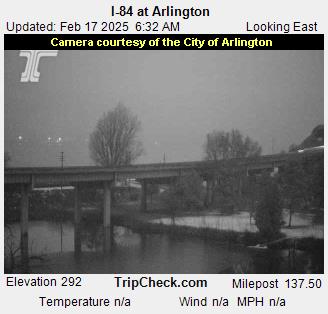 I-84 at Arlington
Updated: Feb 17 2025 6:32 AM Looking East
Camera courtesy of the City of Arlington
Elevation 292 TripCheck.com Milepost 137.50
Temperature n/a Wind n/a MPH n/a